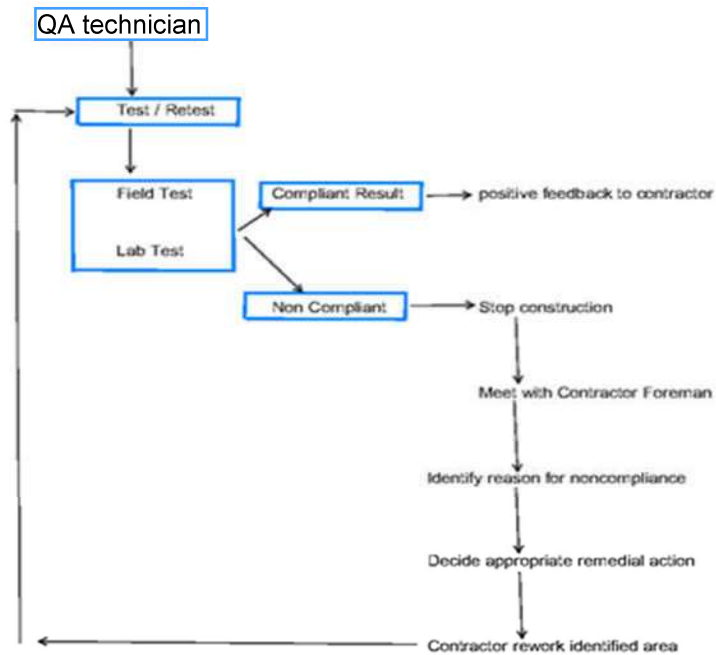 QA technician
Test / Retest
Field Test
Compliant Result
positive feedback to contractor
Lab Test
Non Compliant
Stop construction
Meet with Contractor Foreman
Identify reason for noncompliance
Decide appropriate remedial action
Contractor rework identified area